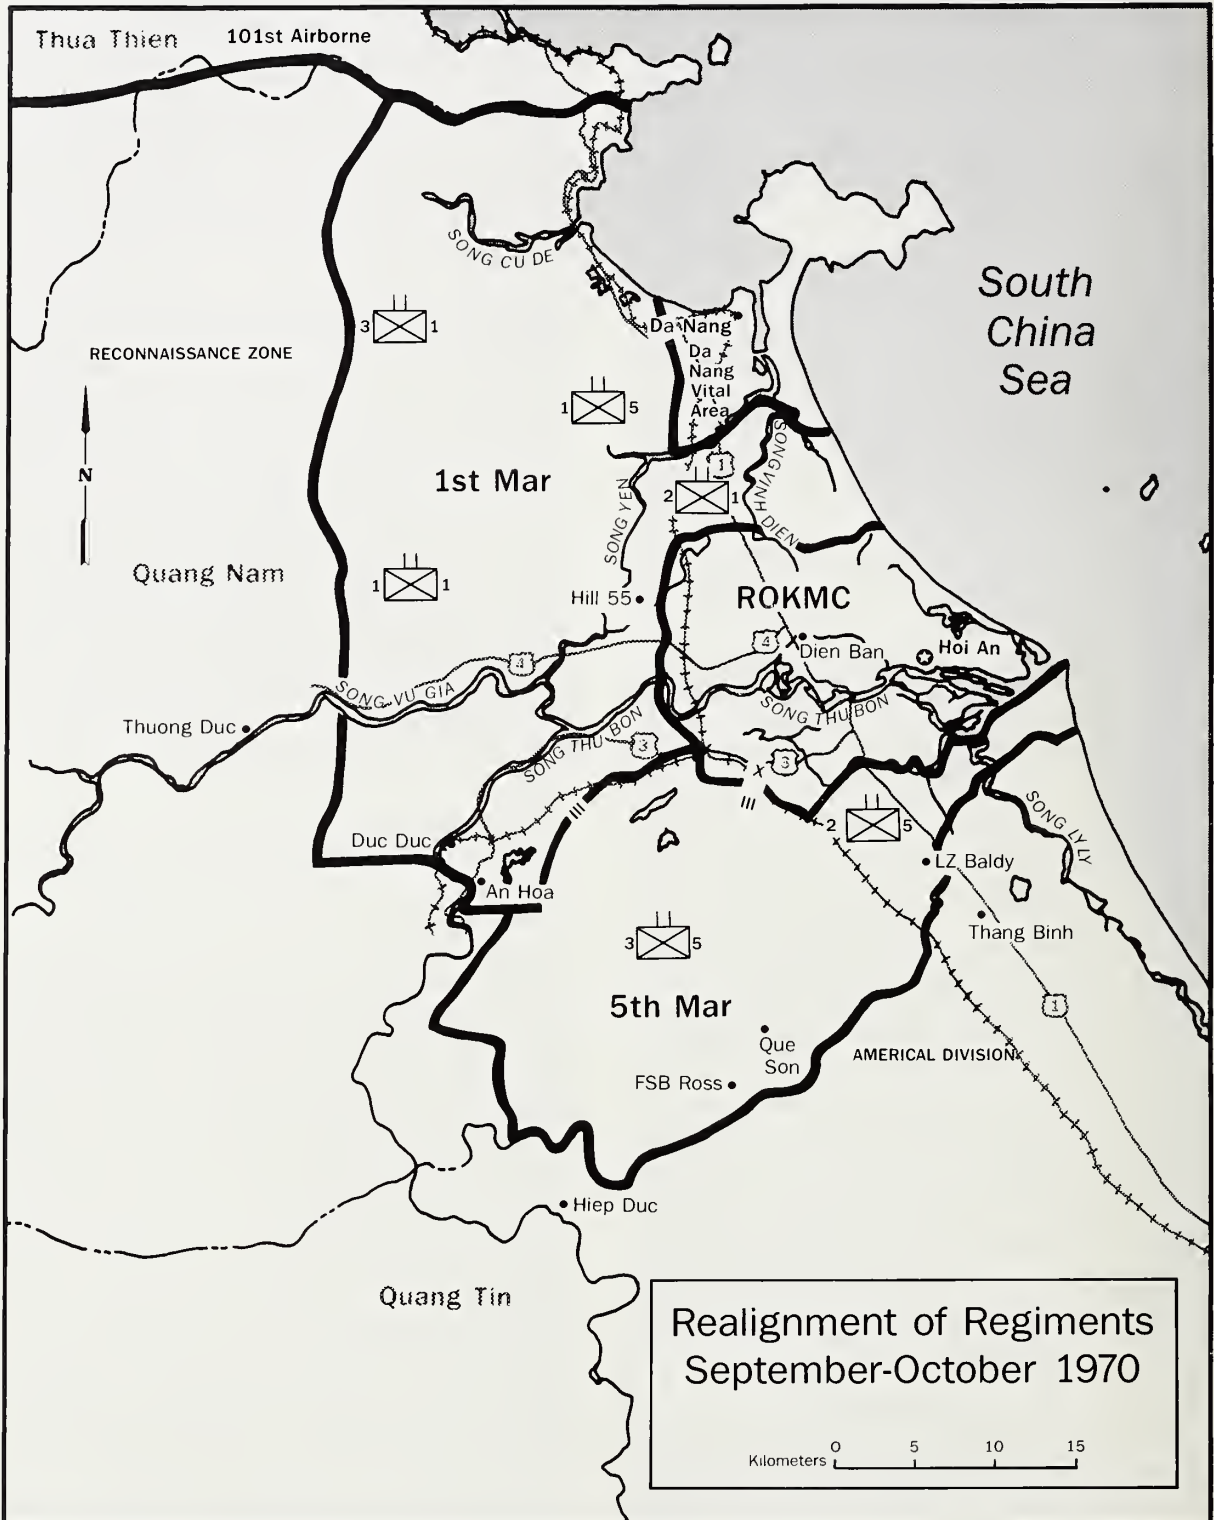 Thua Thien
101st Airborne
SONG CU DE
South
China
Sea
3 1
RECONNAISSANCE ZONE
Da Nang
Da
Nang
Vital
Area
1 5
N
1st Mar
1
2 1
SONG YEN
SONG VINH DIEN
Quang Nam
1 1
Hill 55
ROKMC
4
Dien Ban
Hoi An
4
SONG VU GIA
SONG THU BON
Thuong Duc
SONG THU BON
3
3
III
III
SONG LY LY
2 5
Duc Duc
LZ Baldy
An Hoa
Thang Binh
3 5
5th Mar
1
Que
Son
AMERICAL DIVISION
FSB Ross
Hiep Duc
Quang Tin
Realignment of Regiments
September-October 1970
0 5 10 15
Kilometers